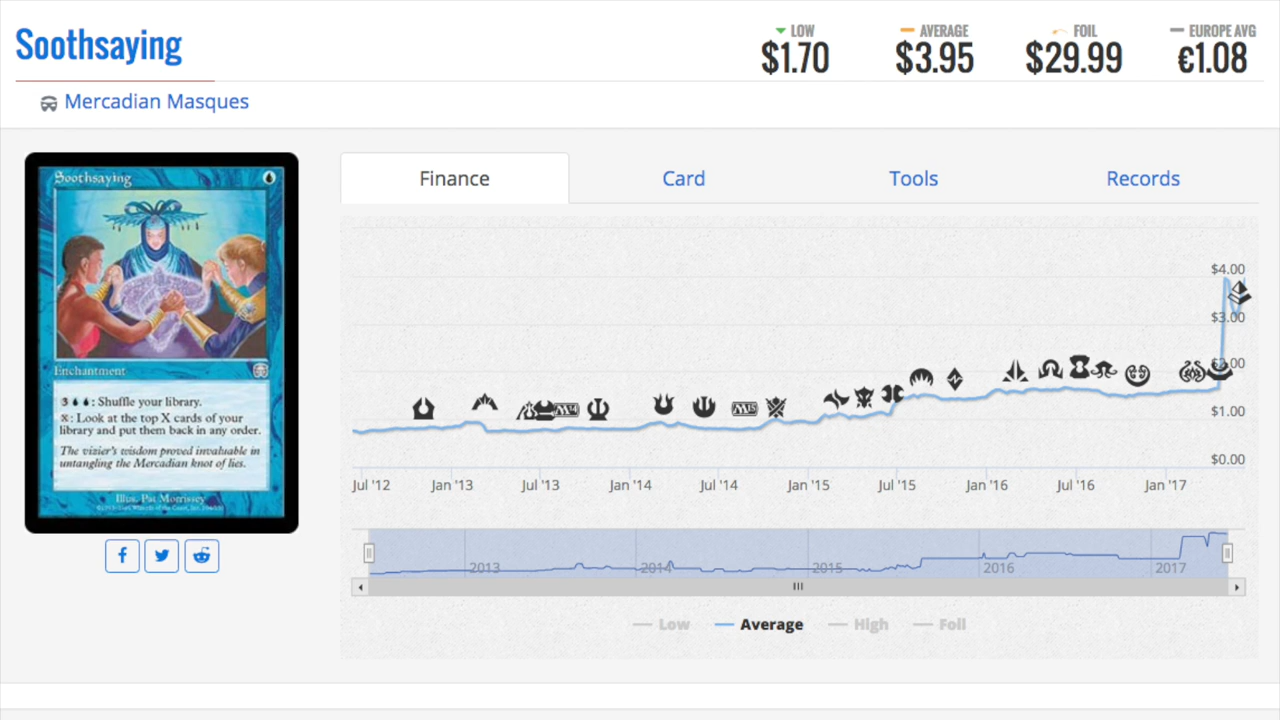 Soothsaying
LOW
$1.70
AVERAGE
$3.95
FOIL
$29.99
EUROPE AVG
€1.08
Mercadian Masques
Soothsaying
Enchantment
3: Shuffle your library.
X: Look at the top X cards of your
library and put them back in any order.
The vizier's wisdom proved invaluable in
untangling the Mercadian knot of lies.
Illus. Pat Morrissey
Finance
Card
Tools
Records
$4.00
$3.00
$2.00
$1.00
$0.00
Jul '12
Jan '13
Jul '13
Jan '14
Jul '14
Jan '15
Jul '15
Jan '16
Jul '16
Jan '17
2013
2014
2015
2016
2017
Low
Average
High
Foil